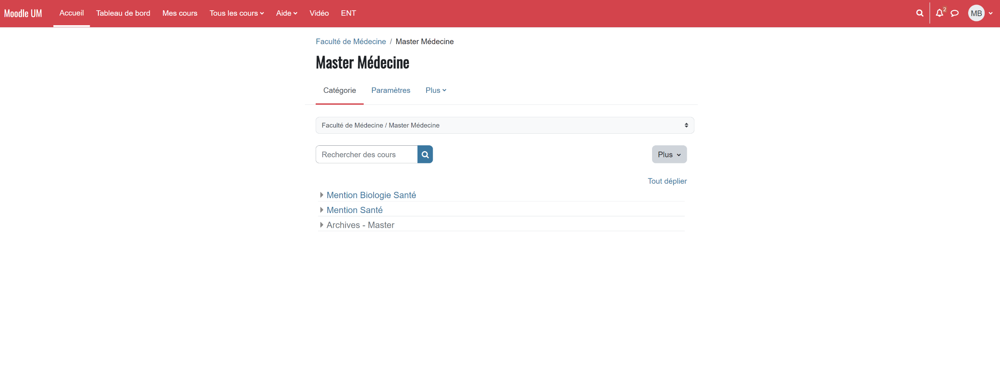 Moodle UM Accueil Tableau de bord Mes cours Tous les cours Aide Vidéo ENT 2 MB
Faculté de Médecine / Master Médecine
Master Médecine
Catégorie Paramètres Plus
Faculté de Médecine / Master Médecine
Rechercher des cours Plus
Tout déplier
Mention Biologie Santé
Mention Santé
Archives - Master